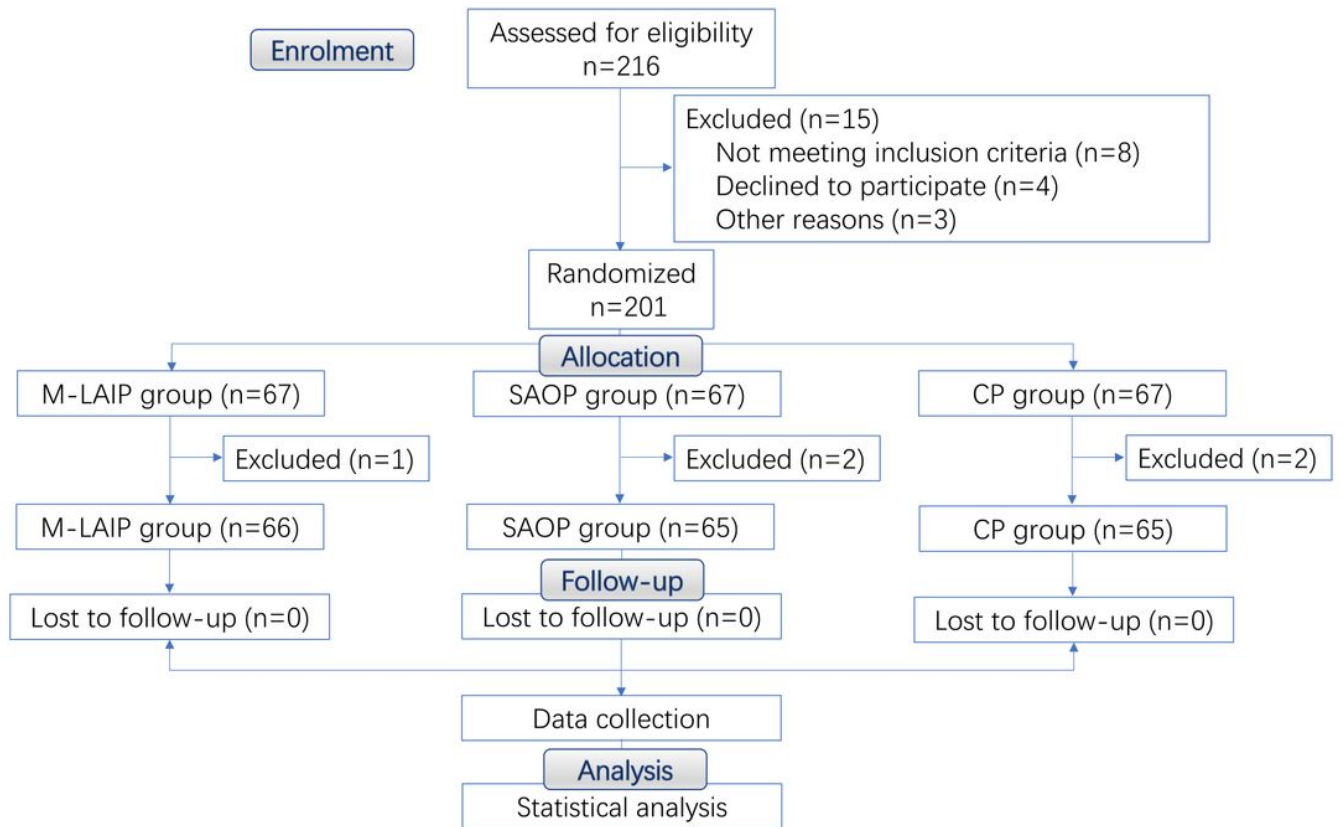 Enrolment
Assessed for eligibility
n=216
Excluded (n=15)
Not meeting inclusion criteria (n=8)
Declined to participate (n=4)
Other reasons (n=3)
Randomized
n=201
Allocation
M-LAIP group (n=67)
SAOP group (n=67)
CP group (n=67)
Excluded (n=1)
Excluded (n=2)
Excluded (n=2)
M-LAIP group (n=66)
SAOP group (n=65)
CP group (n=65)
Follow-up
Lost to follow-up (n=0)
Lost to follow-up (n=0)
Lost to follow-up (n=0)
Data collection
Analysis
Statistical analysis